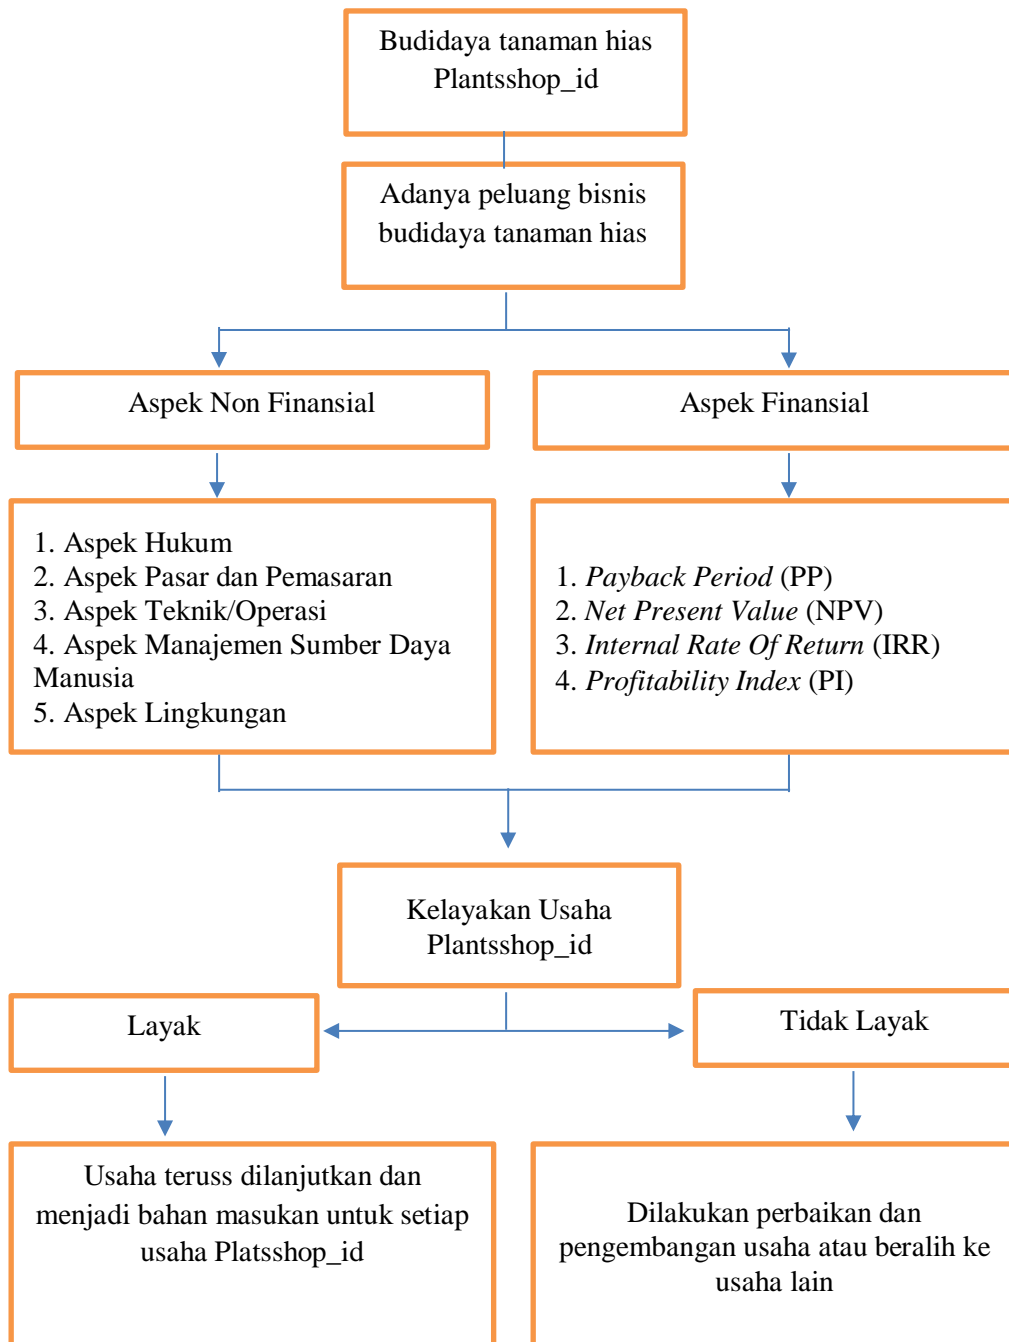 Budidaya tanaman hias
Plantsshop_id
Adanya peluang bisnis
budidaya tanaman hias
Aspek Non Finansial
Aspek Finansial
1. Aspek Hukum
2. Aspek Pasar dan Pemasaran
3. Aspek Teknik/Operasi
4. Aspek Manajemen Sumber Daya
Manusia
5. Aspek Lingkungan
1. Payback Period (PP)
2. Net Present Value (NPV)
3. Internal Rate Of Return (IRR)
4. Profitability Index (PI)
Kelayakan Usaha
Plantsshop_id
Layak
Tidak Layak
Usaha teruss dilanjutkan dan
menjadi bahan masukan untuk setiap
usaha Platsshop_id
Dilakukan perbaikan dan
pengembangan usaha atau beralih ke
usaha lain